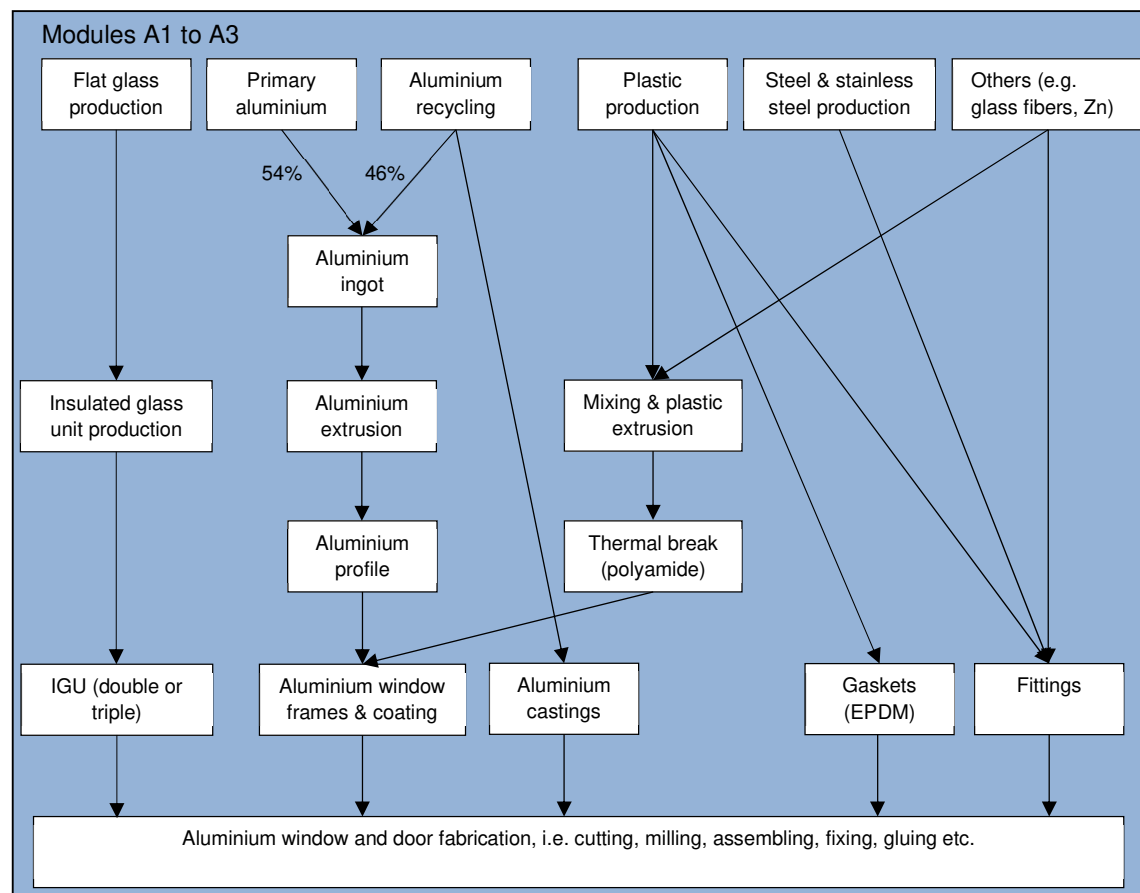 Modules A1 to A3
Flat glass
production
Primary
aluminium
Aluminium
recycling
Plastic
production
Steel & stainless
steel production
Others (e.g.
glass fibers, Zn)
54%
46%
Aluminium
ingot
Insulated glass
unit production
Aluminium
extrusion
Mixing & plastic
extrusion
Aluminium
profile
Thermal break
(polyamide)
IGU (double or
triple)
Aluminium window
frames & coating
Aluminium
castings
Gaskets
(EPDM)
Fittings
Aluminium window and door fabrication, i.e. cutting, milling, assembling, fixing, gluing etc.